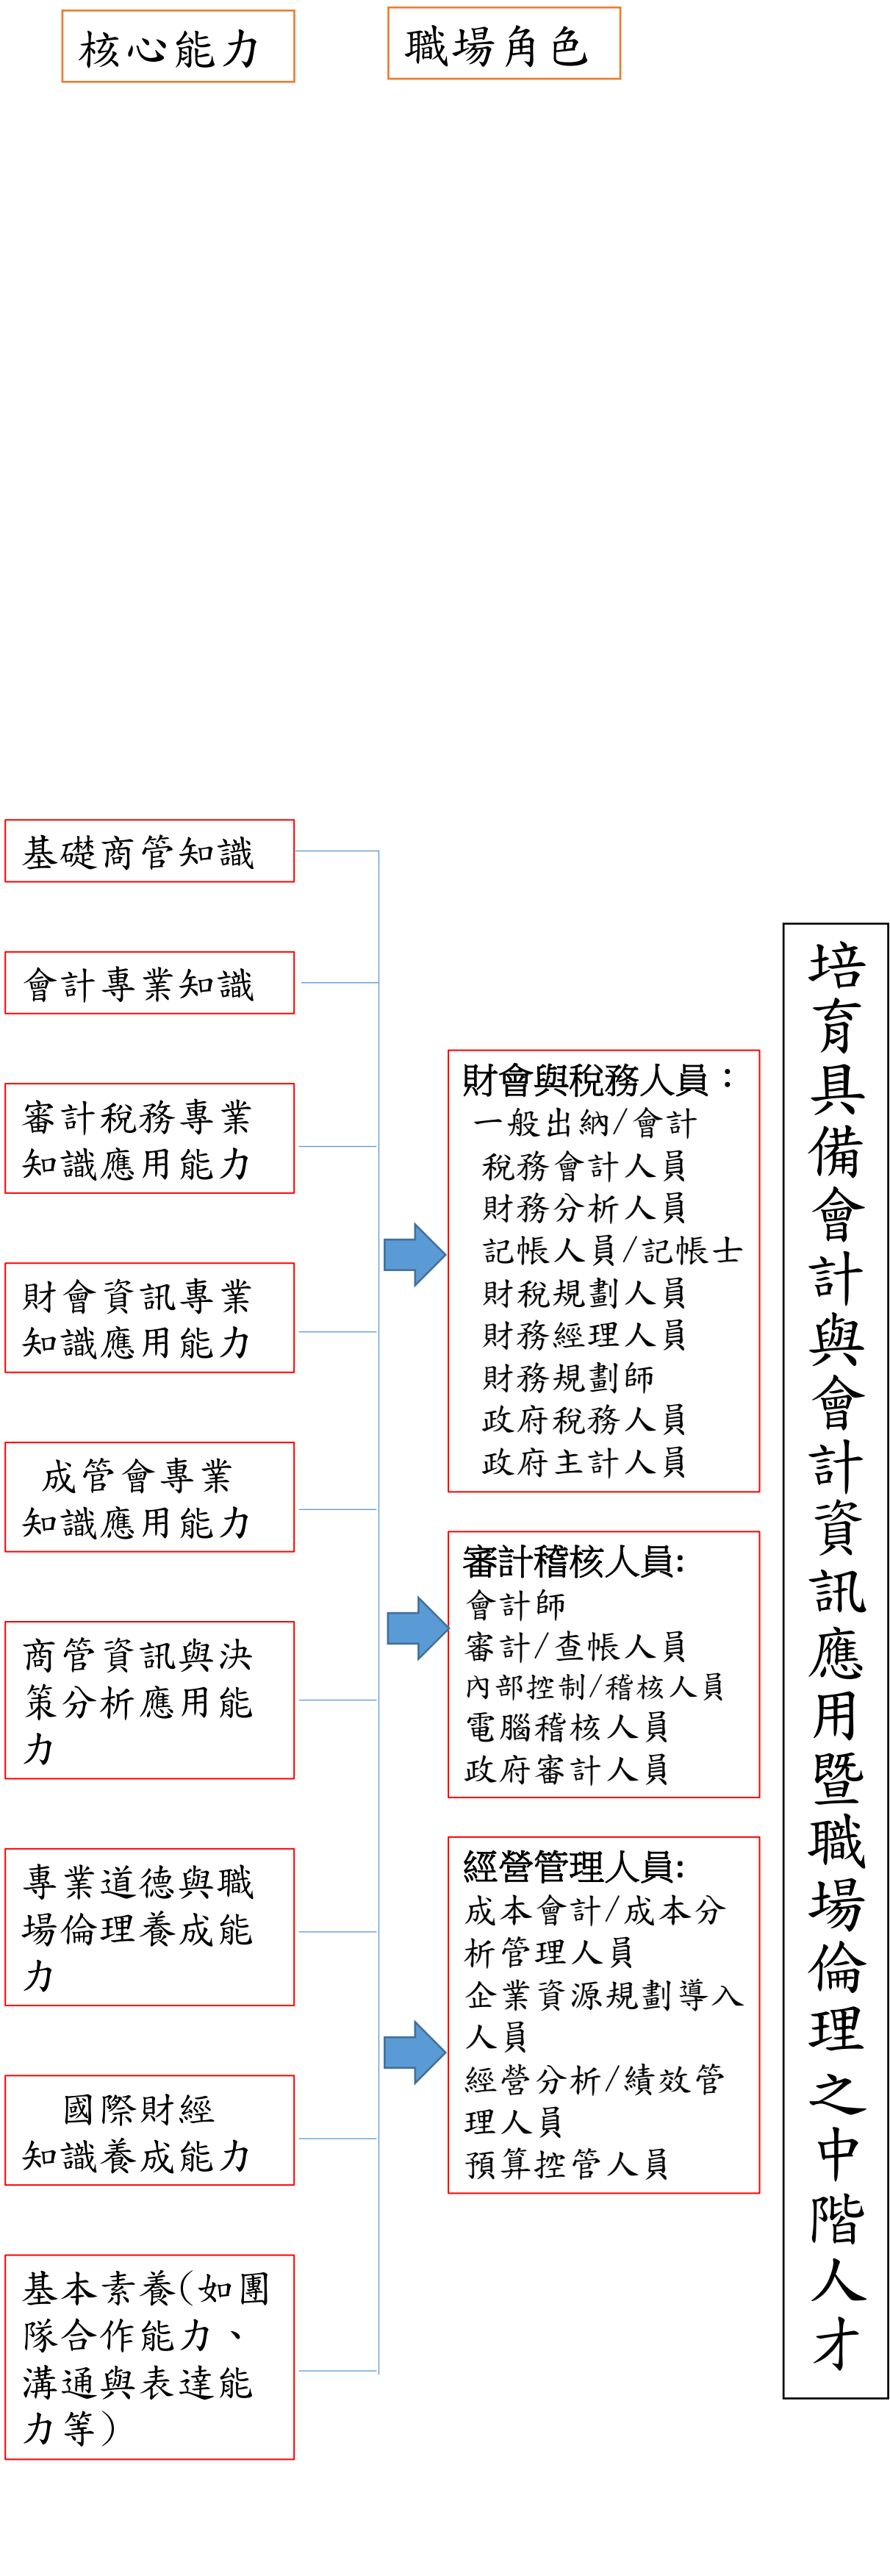 核心能力
職場角色
基礎商管知識
會計專業知識
審計稅務專業
知識應用能力
財會資訊專業
知識應用能力
成管會專業
知識應用能力
商管資訊與決
策分析應用能
力
專業道德與職
場倫理養成能
力
國際財經
知識養成能力
基本素養(如團
隊合作能力、
溝通與表達能
力等)
財會與稅務人員：
一般出納/會計
稅務會計人員
財務分析人員
記帳人員/記帳士
財稅規劃人員
財務經理人員
財務規劃師
政府稅務人員
政府主計人員
審計稽核人員:
會計師
審計/查帳人員
內部控制/稽核人員
電腦稽核人員
政府審計人員
經營管理人員:
成本會計/成本分
析管理人員
企業資源規劃導入
人員
經營分析/績效管
理人員
預算控管人員
培育具備會計與會計資訊應用暨職場倫理之中階人才